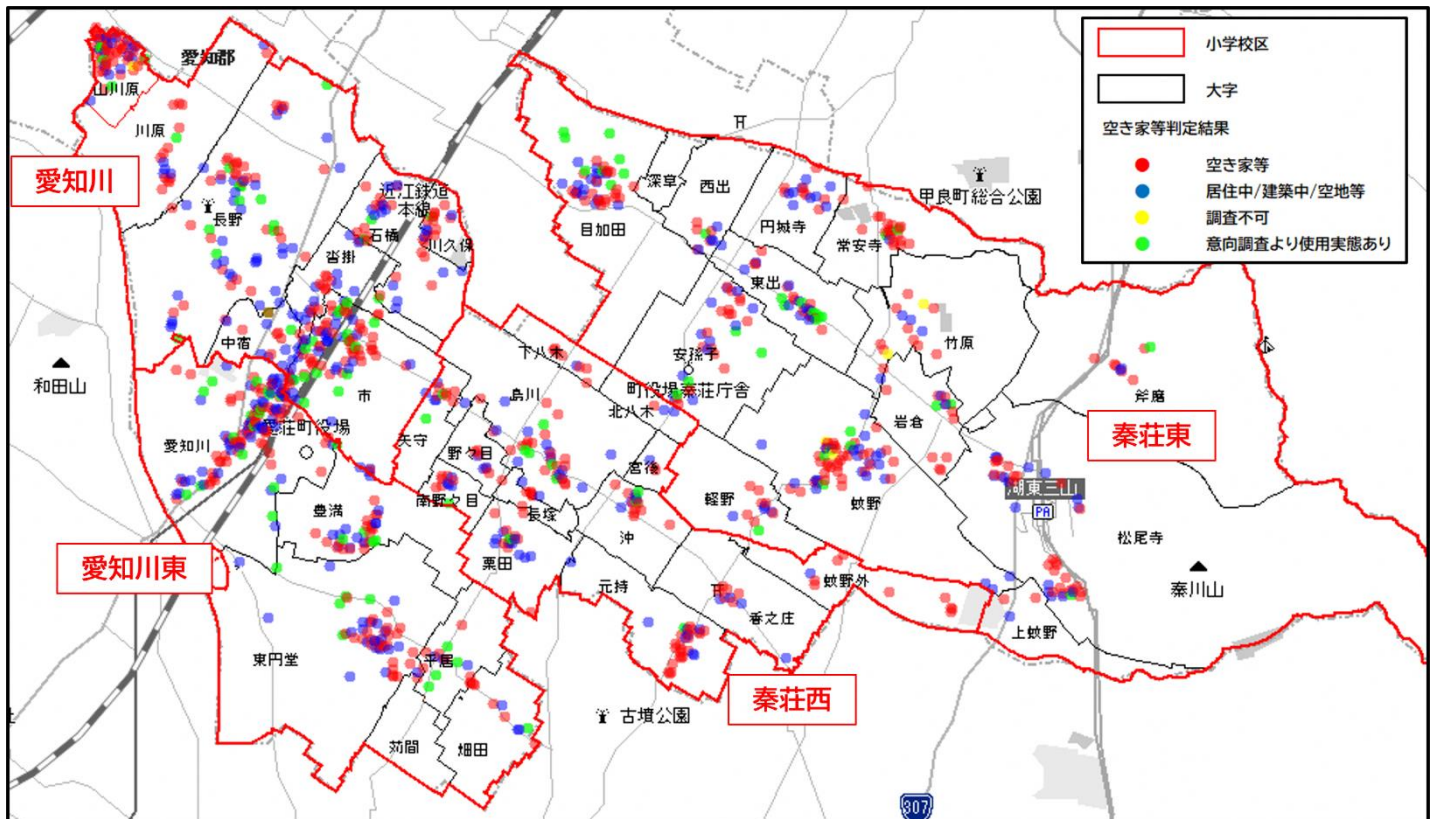 小学校区
大字
空き家等判定結果
空き家等
居住中/建築中/空地等
調査不可
意向調査より使用実態あり
愛知郡
山川原
川原
愛知川
長野
近江鉄道
本線
石橋
川久保
沓掛
中宿
和田山
市
愛知川
愛荘町役場
矢守
豊満
愛知川東
東円堂
平居
苅間
畑田
目加田
深草
西出
円城寺
常安寺
甲良町総合公園
東出
竹原
安孫子
町役場秦荘庁舎
下八木
島川
北八木
野々目
南野々目
宮後
長塚
栗田
沖
軽野
蚊野
岩倉
斧磨
秦荘東
湖東三山
PA
松尾寺
秦川山
元持
香之庄
蚊野外
上蚊野
秦荘西
古墳公園
307